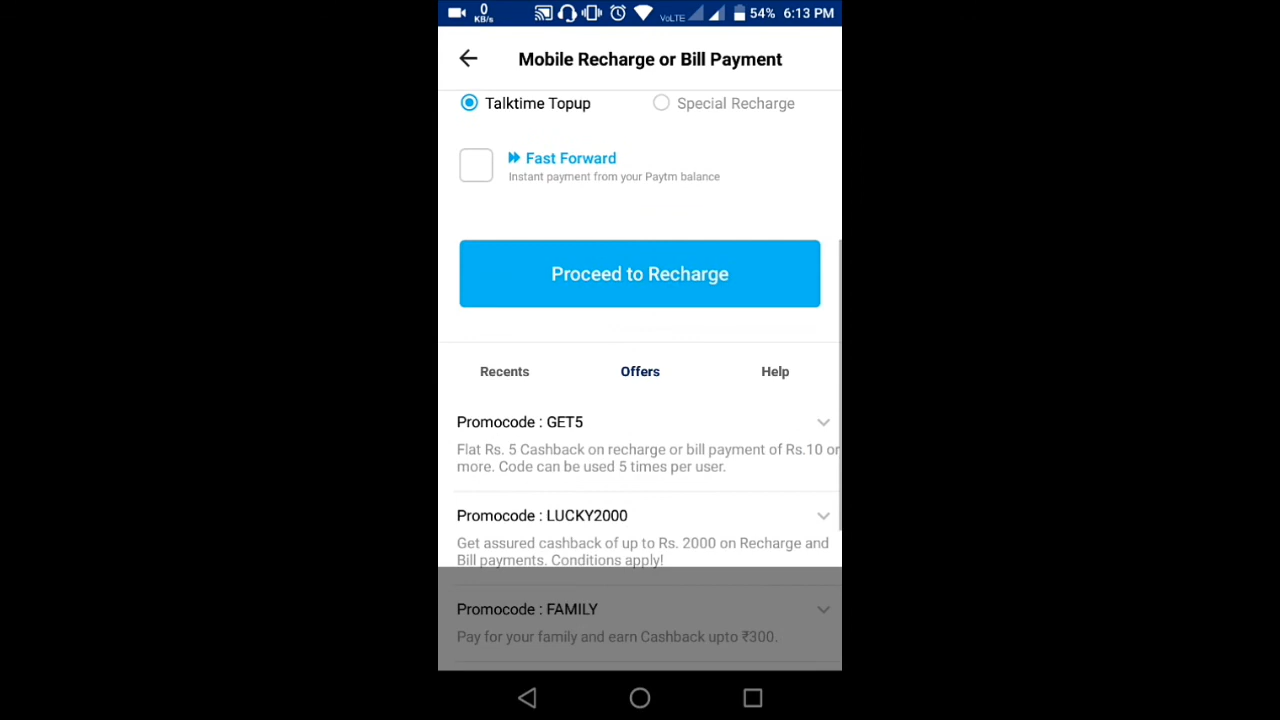 0
KB/s
VoLTE
54%
6:13 PM
Mobile Recharge or Bill Payment
Talktime Topup
Special Recharge
Fast Forward
Instant payment from your Paytm balance
Proceed to Recharge
Recents
Offers
Help
Promocode : GET5
Flat Rs. 5 Cashback on recharge or bill payment of Rs.10 or
more. Code can be used 5 times per user.
Promocode : LUCKY2000
Get assured cashback of up to Rs. 2000 on Recharge and
Bill payments. Conditions apply!
Promocode : FAMILY
Pay for your family and earn Cashback upto ₹300.